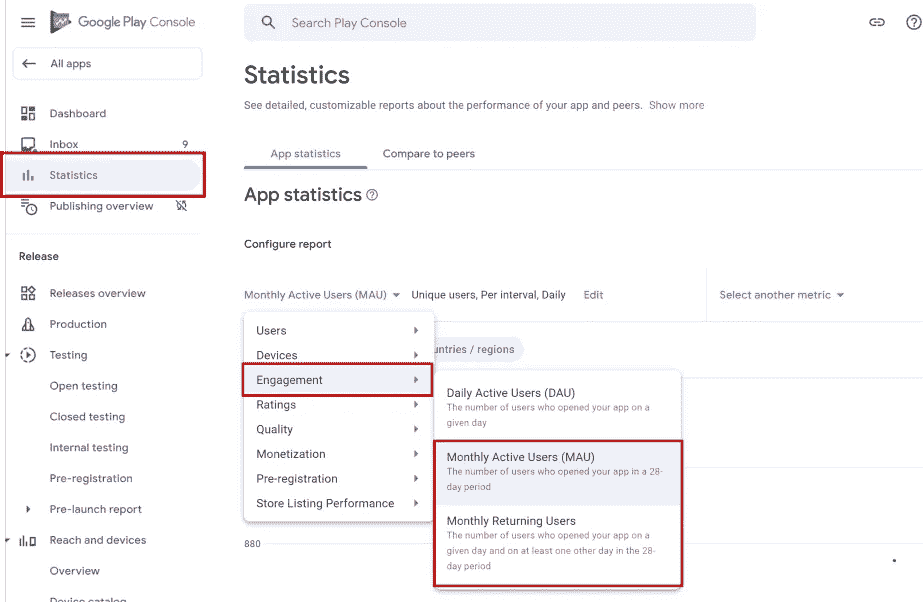 Google Play Console
Search Play Console
All apps
Dashboard
Inbox 9
Statistics
Publishing overview
Release
Releases overview
Production
Testing
Open testing
Closed testing
Internal testing
Pre-registration
Pre-launch report
Reach and devices
Overview
Device catalog
Statistics
See detailed, customizable reports about the performance of your app and peers. Show more
App statistics Compare to peers
App statistics
Configure report
Monthly Active Users (MAU) Unique users, Per interval, Daily Edit Select another metric
Users
Devices
Engagement
Ratings
Quality
Monetization
Pre-registration
Store Listing Performance
untries / regions
Daily Active Users (DAU)
The number of users who opened your app on a
given day
Monthly Active Users (MAU)
The number of users who opened your app in a 28-
day period
Monthly Returning Users
The number of users who opened your app on a
given day and on at least one other day in the 28-
day period
880